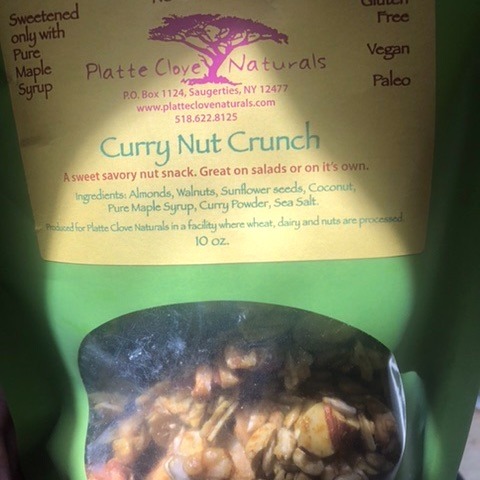 Sweetened
only with
Pure
Maple
Syrup
Gluten
Free
Vegan
Paleo
Platte Clove Naturals
P.O. Box 1124, Saugerties, NY 12477
www.platteclovenaturals.com
518.622.8125
Curry Nut Crunch
A sweet savory nut snack. Great on salads or on it's own.
Ingredients: Almonds, Walnuts, Sunflower seeds, Coconut,
Pure Maple Syrup, Curry Powder, Sea Salt.
Produced for Platte Clove Naturals in a facility where wheat, dairy and nuts are processed.
10 oz.